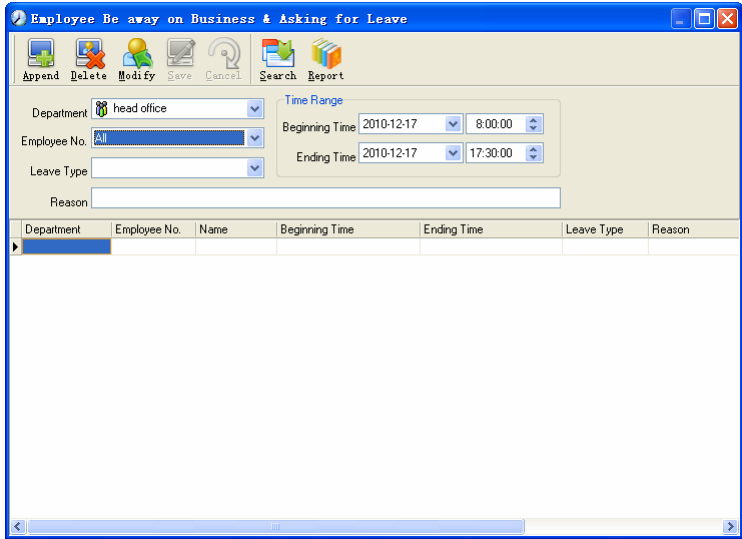 Employee Be away on Business & Asking for Leave
Append Delete Modify Save Cancel Search Report
Department head office
Employee No. All
Leave Type
Reason
Time Range
Beginning Time 2010-12-17 8:00:00
Ending Time 2010-12-17 17:30:00
Department Employee No. Name Beginning Time Ending Time Leave Type Reason